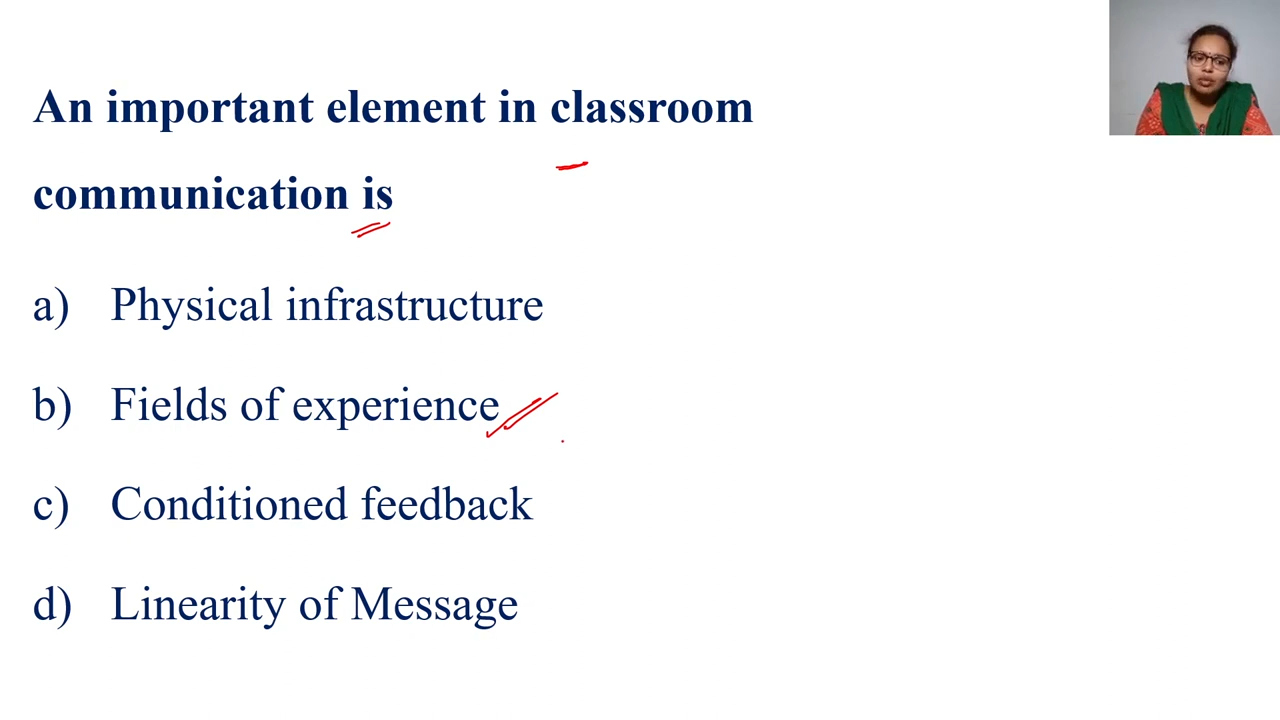 An important element in classroom
communication is
a) Physical infrastructure
b) Fields of experience
c) Conditioned feedback
d) Linearity of Message